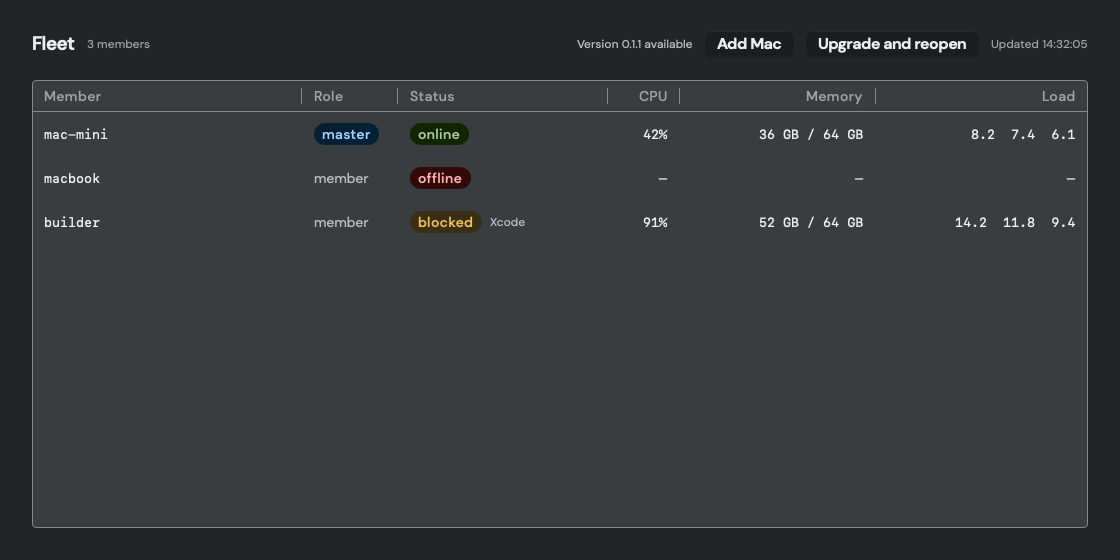 Fleet 3 members Version 0.1.1 available Add Mac Upgrade and reopen Updated 14:32:05
Member Role Status CPU Memory Load
mac-mini master online 42% 36 GB / 64 GB 8.2 7.4 6.1
macbook member offline — — —
builder member blocked Xcode 91% 52 GB / 64 GB 14.2 11.8 9.4